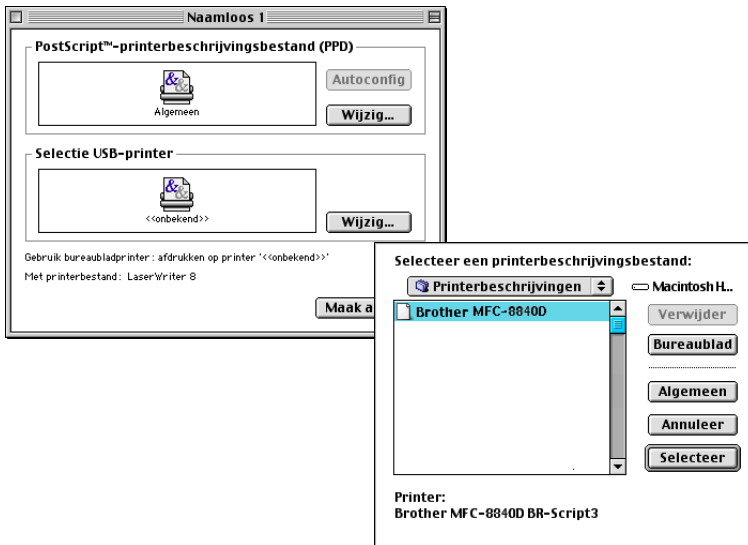 Naamloos 1
PostScript™-printerbeschrijvingsbestand (PPD)
Algemeen
Autoconfig
Wijzig...
Selectie USB-printer
<<onbekend>>
Wijzig...
Gebruik bureaubladprinter: afdrukken op printer '<<onbekend>>'
Met printerbestand: LaserWriter 8
Maak a
Selecteer een printerbeschrijvingsbestand:
Printerbeschrijvingen
Macintosh H...
Brother MFC-8840D
Verwijder
Bureaublad
Algemeen
Annuleer
Selecteer
Printer:
Brother MFC-8840D BR-Script3